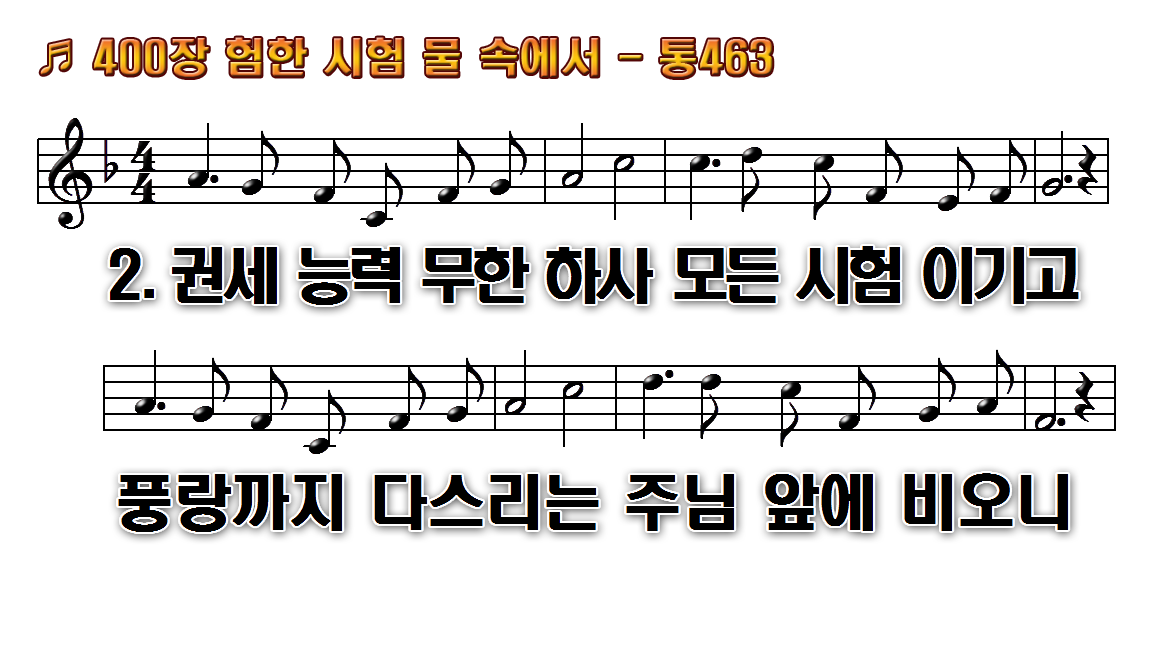 ♬ 400장 험한 시험 물 속에서 - 통463
2. 권세 능력 무한 하사 모든 시험 이기고
풍랑까지 다스리는 주님 앞에 비오니